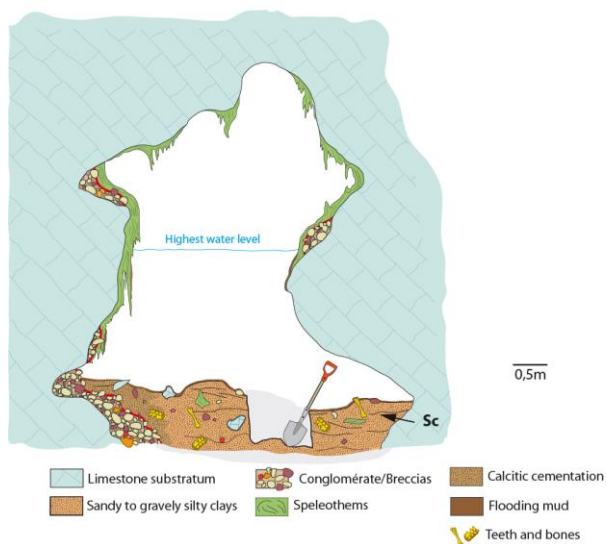 Highest water level
0,5m
Sc
Limestone substratum
Conglomérate/Breccias
Calcitic cementation
Sandy to gravely silty clays
Speleothems
Flooding mud
Teeth and bones